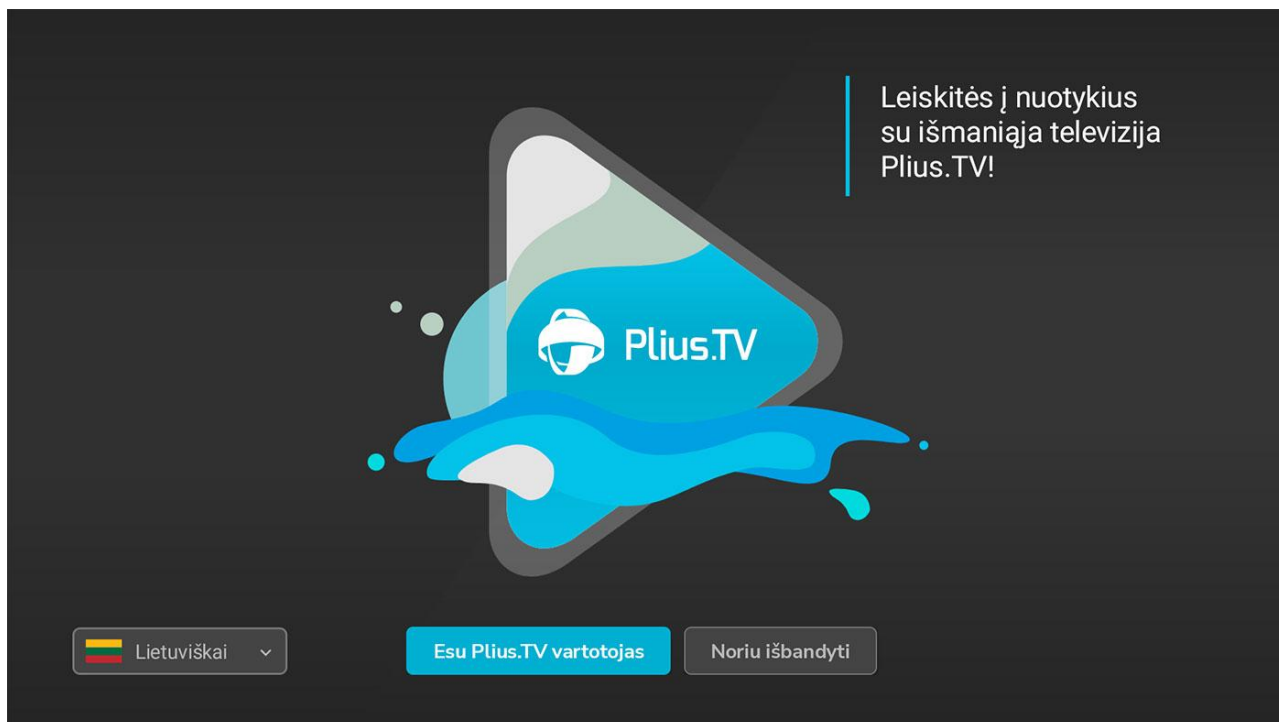 Leiskitės į nuotykius
su išmaniąja televizija
Plius.TV!
Plius.TV
Lietuviškai
Esu Plius.TV vartotojas
Noriu išbandyti